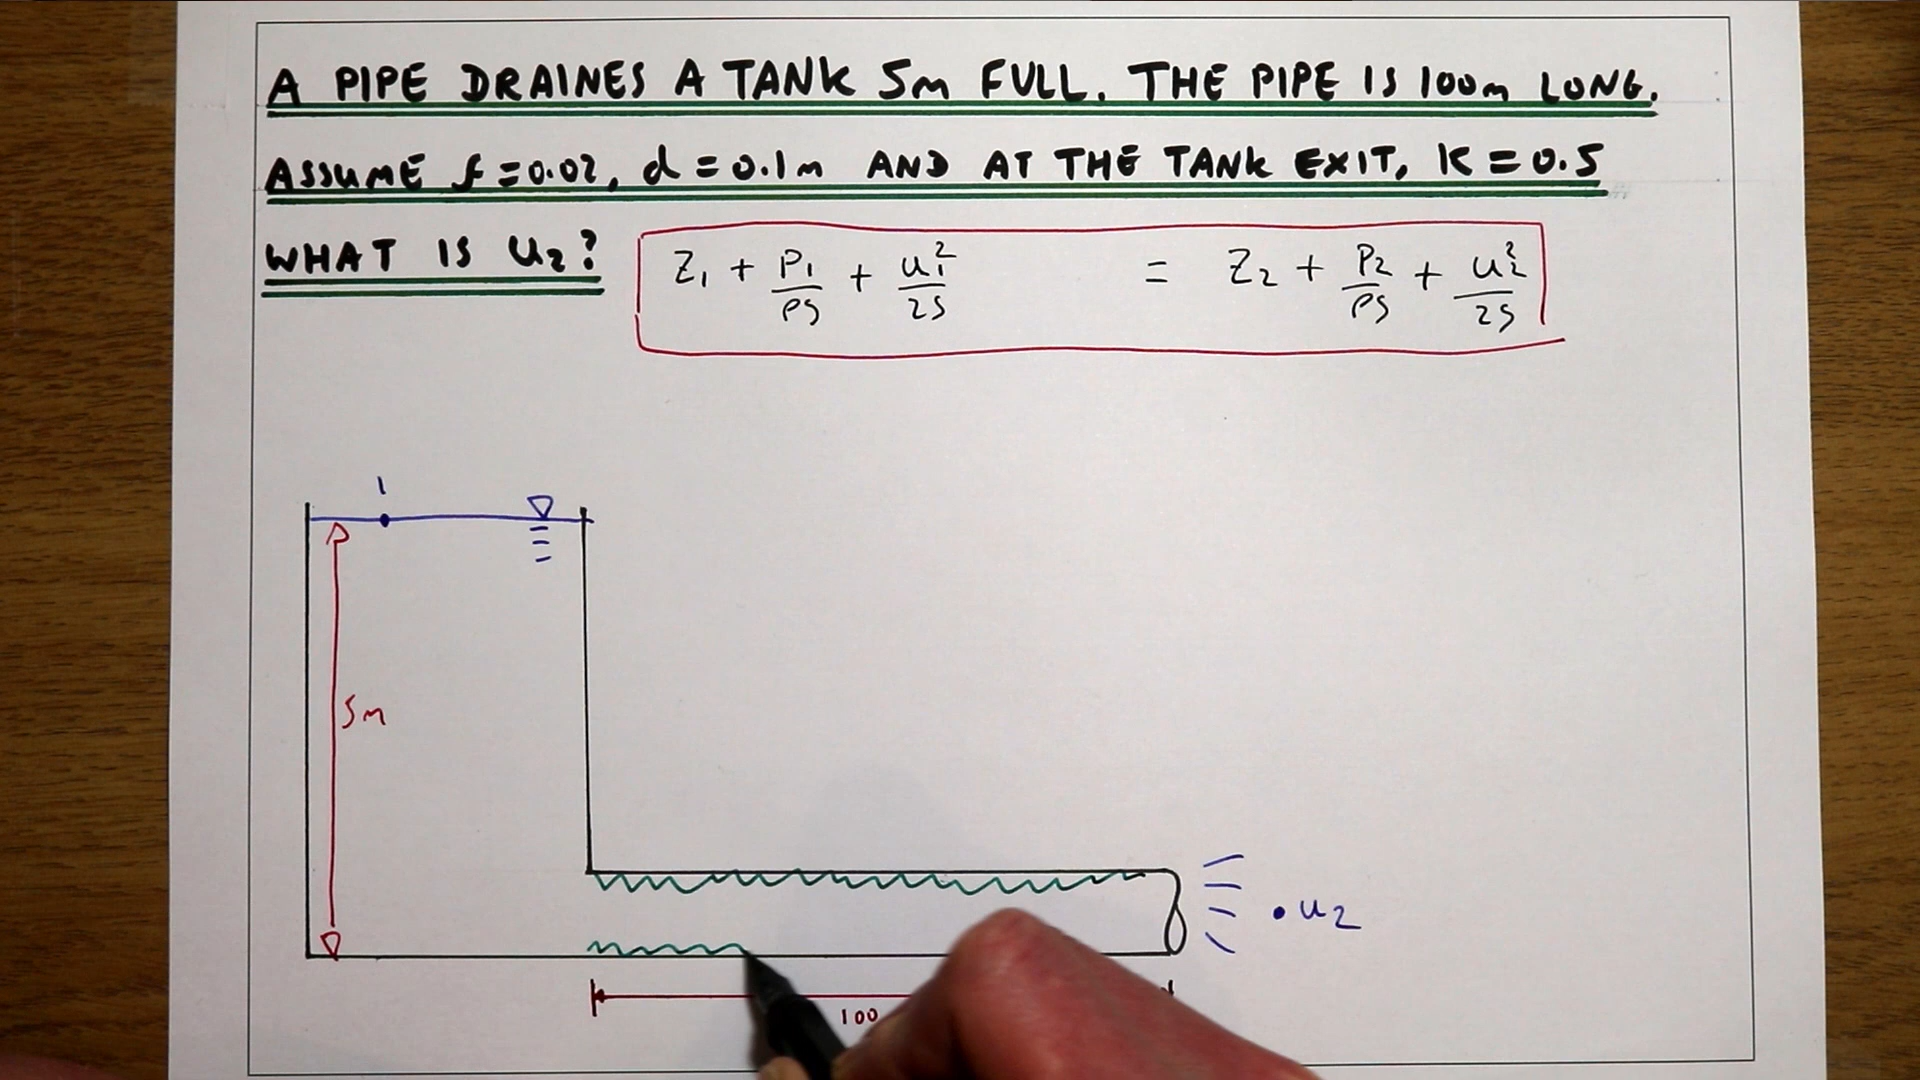 A PIPE DRAINES A TANK 5m FULL. THE PIPE IS 100m LONG.
ASSUME f=0.02, d=0.1m AND AT THE TANK EXIT, K=0.5
WHAT IS u₂?
Z₁ + P₁/ρg + u₁²/2g = Z₂ + P₂/ρg + u₂²/2g
1
5m
u₂
100